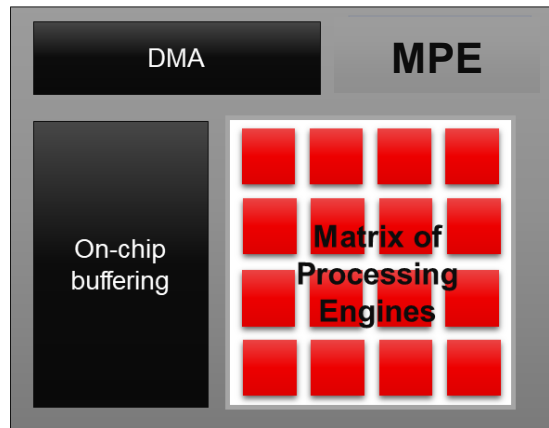 DMA
MPE
On-chip
buffering
Matrix of
Processing
Engines